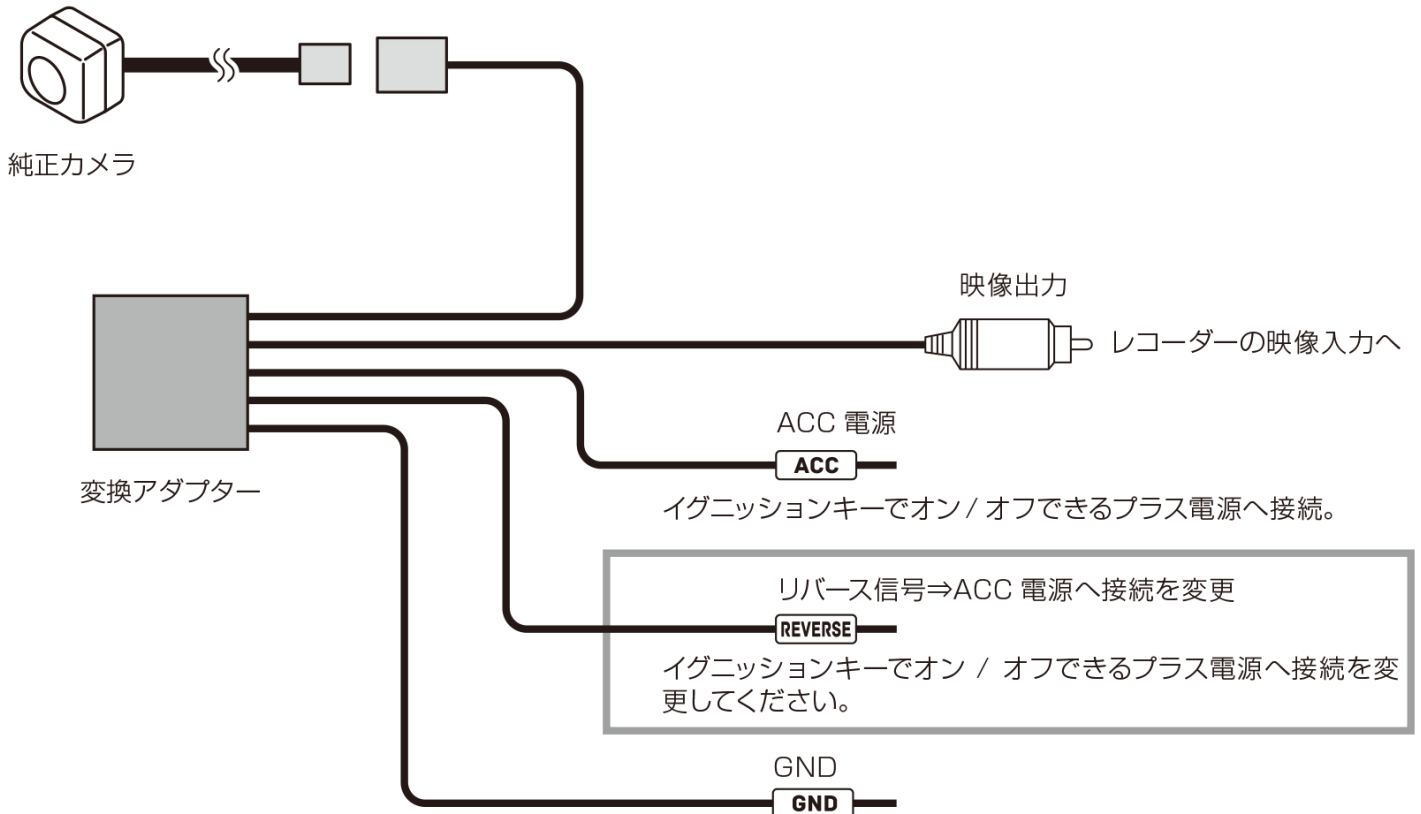 純正カメラ
映像出力
レコーダーの映像入力へ
ACC 電源
ACC
変換アダプター
イグニッションキーでオン / オフできるプラス電源へ接続。
リバース信号⇒ACC 電源へ接続を変更
REVERSE
イグニッションキーでオン / オフできるプラス電源へ接続を変
更してください。
GND
GND